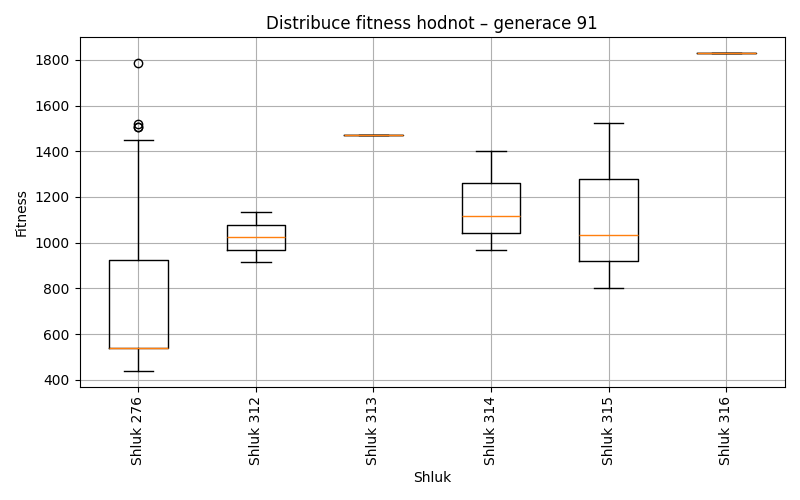 Distribuce fitness hodnot – generace 91
Fitness
1800
1600
1400
1200
1000
800
600
400
Shluk 276
Shluk 312
Shluk 313
Shluk 314
Shluk 315
Shluk 316
Shluk